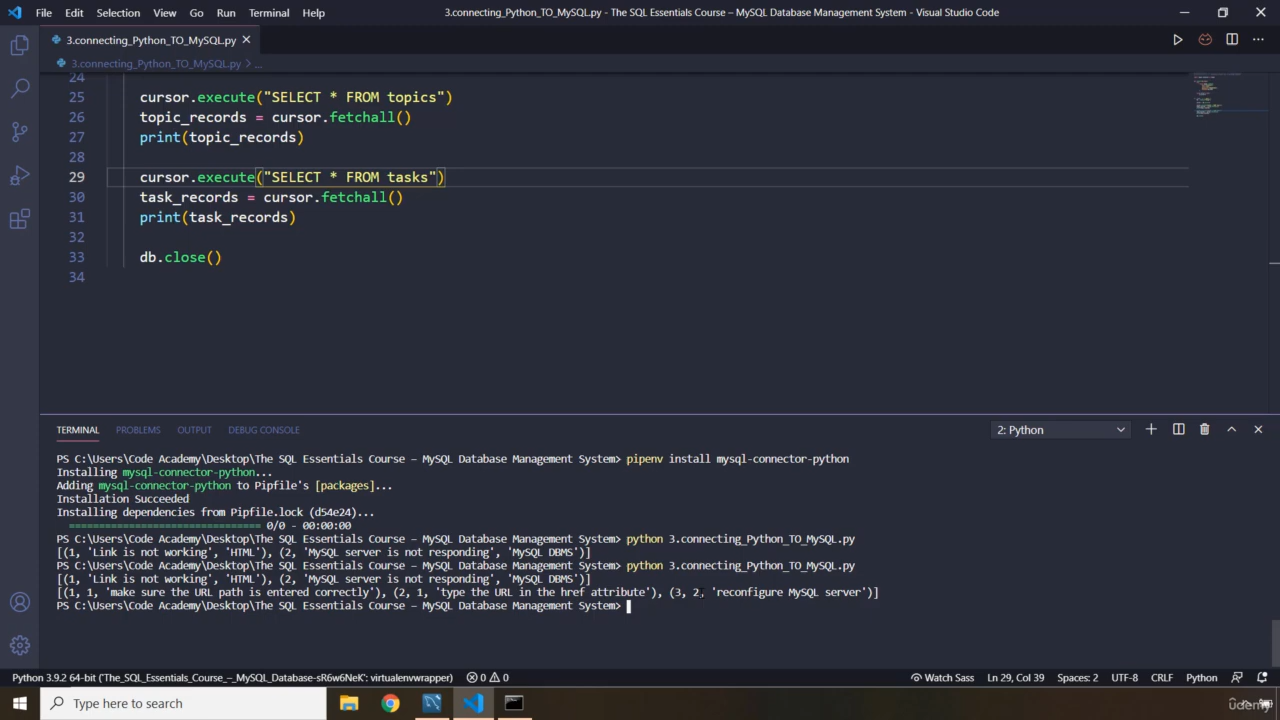 File Edit Selection View Go Run Terminal Help
3.connecting_Python_TO_MySQL.py - The SQL Essentials Course – MySQL Database Management System - Visual Studio Code
3.connecting_Python_TO_MySQL.py
3.connecting_Python_TO_MySQL.py > ...
24
25 cursor.execute("SELECT * FROM topics")
26 topic_records = cursor.fetchall()
27 print(topic_records)
28
29 cursor.execute("SELECT * FROM tasks")
30 task_records = cursor.fetchall()
31 print(task_records)
32
33 db.close()
34
TERMINAL PROBLEMS OUTPUT DEBUG CONSOLE 2: Python
PS C:\Users\Code Academy\Desktop\The SQL Essentials Course – MySQL Database Management System> pipenv install mysql-connector-python
Installing mysql-connector-python...
Adding mysql-connector-python to Pipfile's [packages]...
Installation Succeeded
Installing dependencies from Pipfile.lock (d54e24)...
================================ 0/0 - 00:00:00
PS C:\Users\Code Academy\Desktop\The SQL Essentials Course – MySQL Database Management System> python 3.connecting_Python_TO_MySQL.py
[(1, 'Link is not working', 'HTML'), (2, 'MySQL server is not responding', 'MySQL DBMS')]
PS C:\Users\Code Academy\Desktop\The SQL Essentials Course – MySQL Database Management System> python 3.connecting_Python_TO_MySQL.py
[(1, 'Link is not working', 'HTML'), (2, 'MySQL server is not responding', 'MySQL DBMS')]
[(1, 1, 'make sure the URL path is entered correctly'), (2, 1, 'type the URL in the href attribute'), (3, 2, 'reconfigure MySQL server')]
PS C:\Users\Code Academy\Desktop\The SQL Essentials Course – MySQL Database Management System>
Python 3.9.2 64-bit ('The_SQL_Essentials_Course_–_MySQL_Database-sR6w6NeK': virtualenvwrapper) 0 0 Watch Sass Ln 29, Col 39 Spaces: 2 UTF-8 CRLF Python
Type here to search
udemy